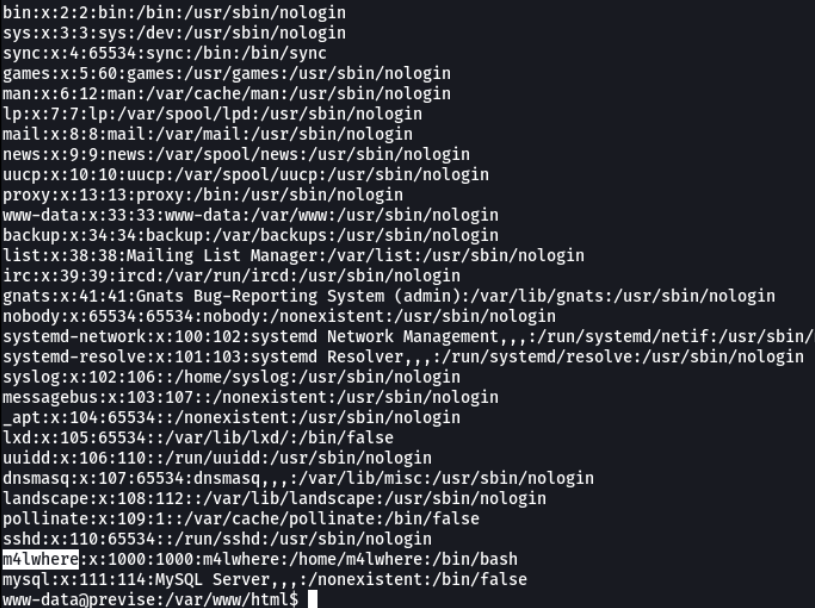 bin:x:2:2:bin:/bin:/usr/sbin/nologin
sys:x:3:3:sys:/dev:/usr/sbin/nologin
sync:x:4:65534:sync:/bin:/bin/sync
games:x:5:60:games:/usr/games:/usr/sbin/nologin
man:x:6:12:man:/var/cache/man:/usr/sbin/nologin
lp:x:7:7:lp:/var/spool/lpd:/usr/sbin/nologin
mail:x:8:8:mail:/var/mail:/usr/sbin/nologin
news:x:9:9:news:/var/spool/news:/usr/sbin/nologin
uucp:x:10:10:uucp:/var/spool/uucp:/usr/sbin/nologin
proxy:x:13:13:proxy:/bin:/usr/sbin/nologin
www-data:x:33:33:www-data:/var/www:/usr/sbin/nologin
backup:x:34:34:backup:/var/backups:/usr/sbin/nologin
list:x:38:38:Mailing List Manager:/var/list:/usr/sbin/nologin
irc:x:39:39:ircd:/var/run/ircd:/usr/sbin/nologin
gnats:x:41:41:Gnats Bug-Reporting System (admin):/var/lib/gnats:/usr/sbin/nologin
nobody:x:65534:65534:nobody:/nonexistent:/usr/sbin/nologin
systemd-network:x:100:102:systemd Network Management,,,:/run/systemd/netif:/usr/sbin/
systemd-resolve:x:101:103:systemd Resolver,,,:/run/systemd/resolve:/usr/sbin/nologin
syslog:x:102:106::/home/syslog:/usr/sbin/nologin
messagebus:x:103:107::/nonexistent:/usr/sbin/nologin
_apt:x:104:65534::/nonexistent:/usr/sbin/nologin
lxd:x:105:65534::/var/lib/lxd/:/bin/false
uuidd:x:106:110::/run/uuidd:/usr/sbin/nologin
dnsmasq:x:107:65534:dnsmasq,,,:/var/lib/misc:/usr/sbin/nologin
landscape:x:108:112::/var/lib/landscape:/usr/sbin/nologin
pollinate:x:109:1::/var/cache/pollinate:/bin/false
sshd:x:110:65534::/run/sshd:/usr/sbin/nologin
m4lwhere:x:1000:1000:m4lwhere:/home/m4lwhere:/bin/bash
mysql:x:111:114:MySQL Server,,,:/nonexistent:/bin/false
www-data@previse:/var/www/html$